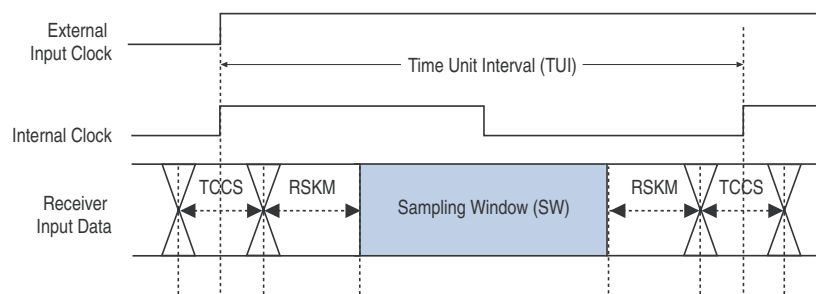 External
Input Clock
Time Unit Interval (TUI)
Internal Clock
Receiver
Input Data
TCCS
RSKM
Sampling Window (SW)
RSKM
TCCS